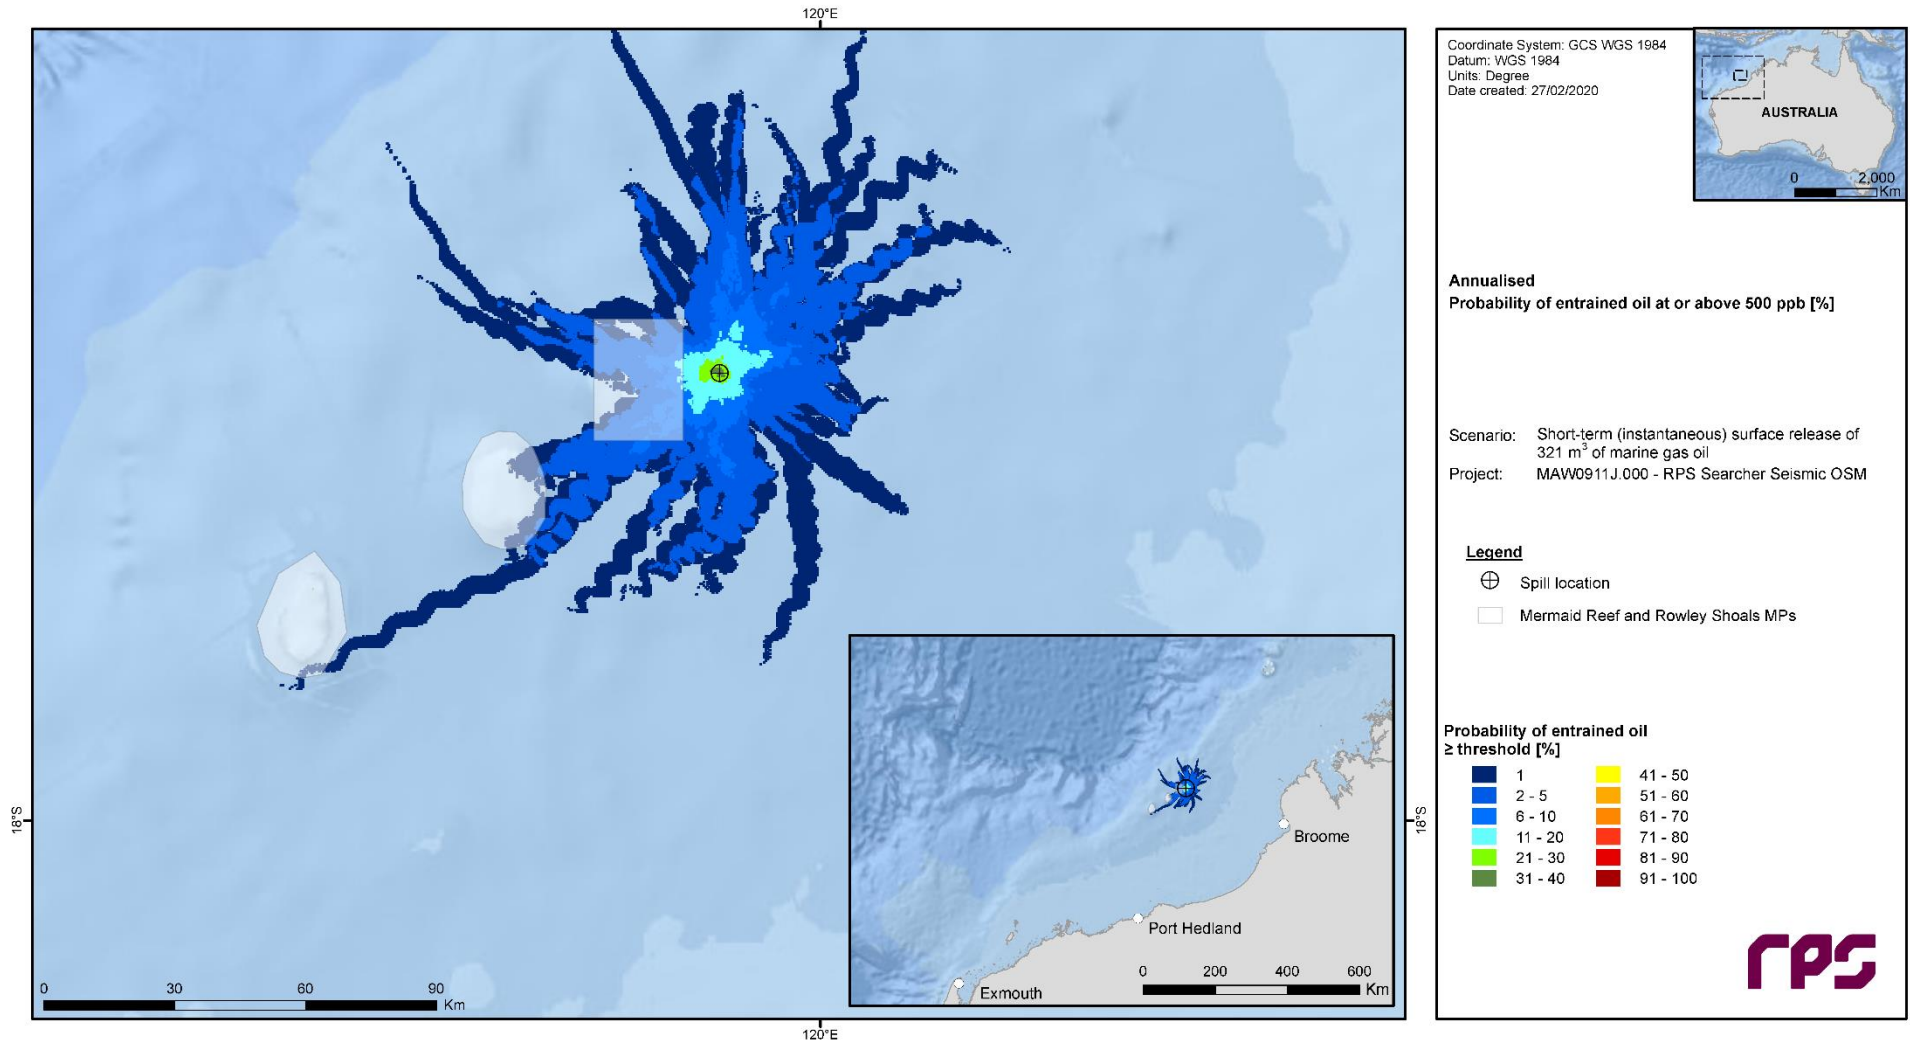 120°E
18°S
18°S
120°E
0 30 60 90
Km
Broome
Port Hedland
Exmouth
0 200 400 600
Km
Coordinate System: GCS WGS 1984
Datum: WGS 1984
Units: Degree
Date created: 27/02/2020
AUSTRALIA
0 2,000
Km
Annualised
Probability of entrained oil at or above 500 ppb [%]
Scenario: Short-term (instantaneous) surface release of
321 m³ of marine gas oil
Project: MAW0911J.000 - RPS Searcher Seismic OSM
Legend
Spill location
Mermaid Reef and Rowley Shoals MPs
Probability of entrained oil
≥ threshold [%]
1 41 - 50
2 - 5 51 - 60
6 - 10 61 - 70
11 - 20 71 - 80
21 - 30 81 - 90
31 - 40 91 - 100
rps